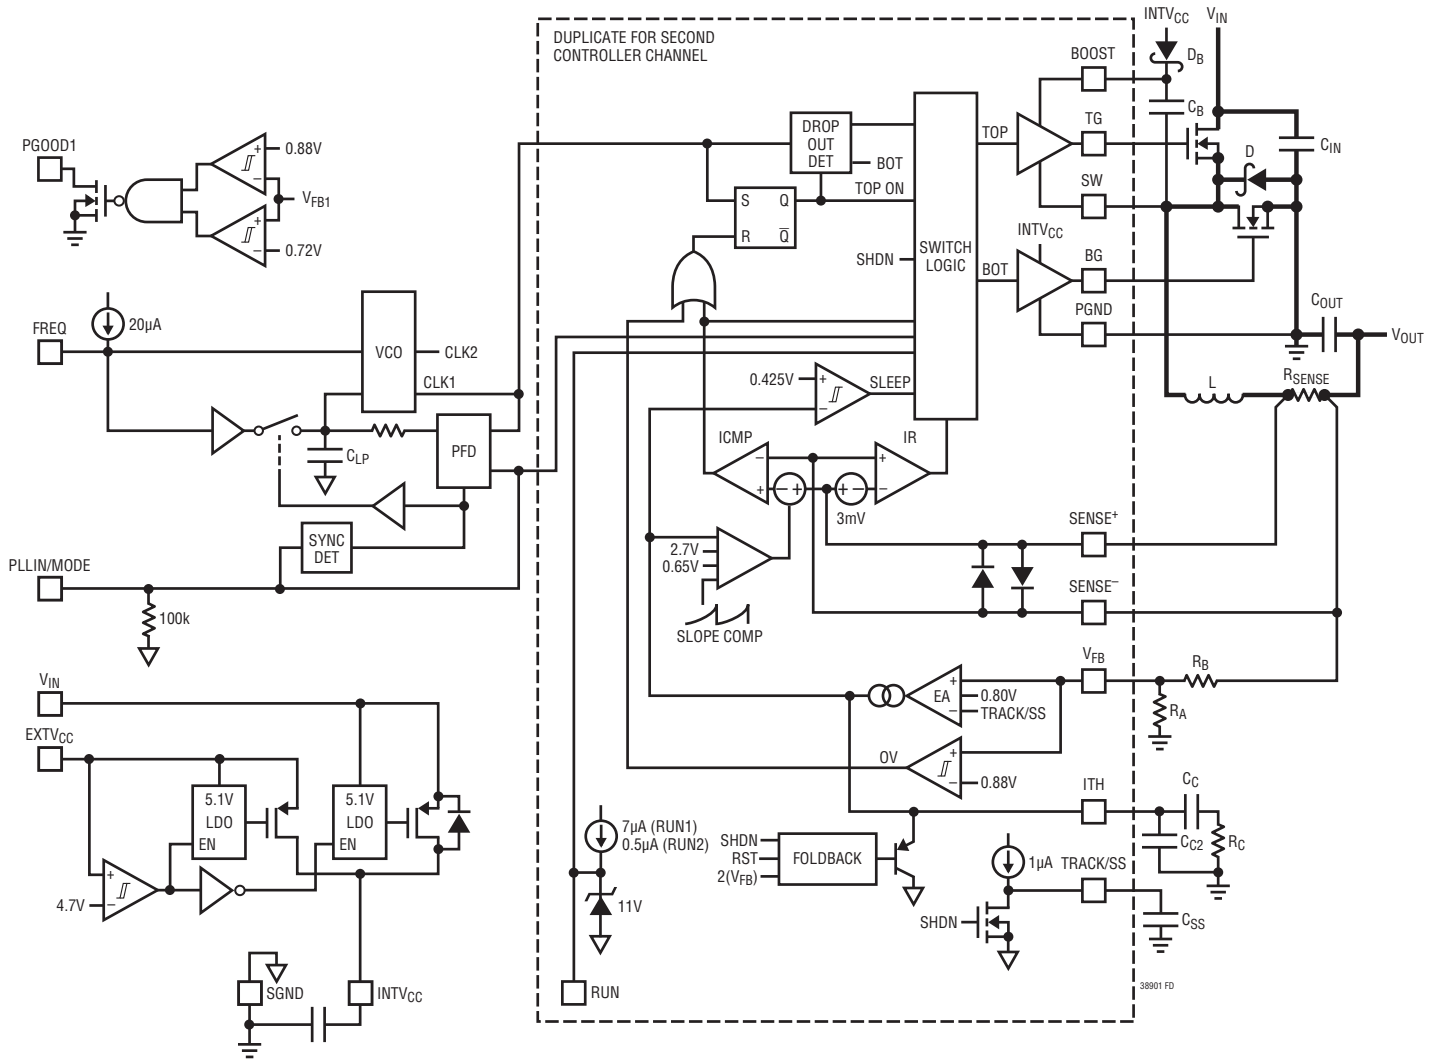 DUPLICATE FOR SECOND
CONTROLLER CHANNEL
INTVCC
VIN
BOOST
DB
CB
TG
TOP
D
CIN
SW
DROP
OUT
DET
BOT
TOP ON
S Q
R Q̅
SHDN
SWITCH
LOGIC
INTVCC
BOT
BG
PGND
COUT
VOUT
L
RSENSE
PGOOD1
+
0.88V
–
VFB1
+
–
0.72V
20µA
FREQ
VCO
CLK2
CLK1
CLP
PFD
SYNC
DET
PLLIN/MODE
100k
0.425V
+
–
SLEEP
ICMP
IR
–
+
– +
+ –
+
–
3mV
2.7V
0.65V
SLOPE COMP
SENSE+
SENSE–
VFB
RB
RA
EA
+
0.80V
–
TRACK/SS
OV
+
–
0.88V
ITH
CC
CC2
RC
VIN
EXTVCC
5.1V
LDO
EN
5.1V
LDO
EN
+
–
4.7V
SGND
INTVCC
7µA (RUN1)
0.5µA (RUN2)
11V
RUN
SHDN
RST
2(VFB)
FOLDBACK
1µA
TRACK/SS
SHDN
CSS
38901 FD